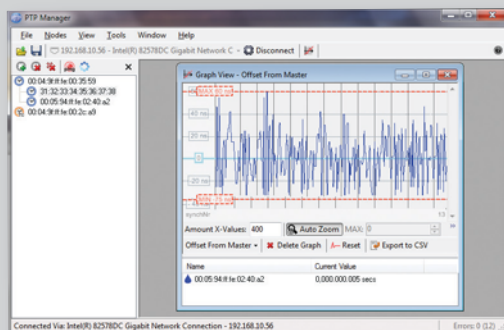 PTP Manager
File Nodes View Tools Window Help
192.168.10.56 - Intel(R) 82578DC Gigabit Network C Disconnect
00:04:9f:ff:fe:00:35:59
31:32:33:34:35:36:37:38
00:05:94:ff:fe:02:40:a2
00:04:9f:ff:fe:00:2c:a9
Graph View - Offset From Master
40 ns
20 ns
0
-20 ns
synchNr
13
Amount X-Values: 400 Auto Zoom MAX: 0
Offset From Master Delete Graph Reset Export to CSV
Name Current Value
00:05:94:ff:fe:02:40:a2 0,000.000.005 secs
Connected Via: Intel(R) 82578DC Gigabit Network Connection - 192.168.10.56 Errors: 0 (12)